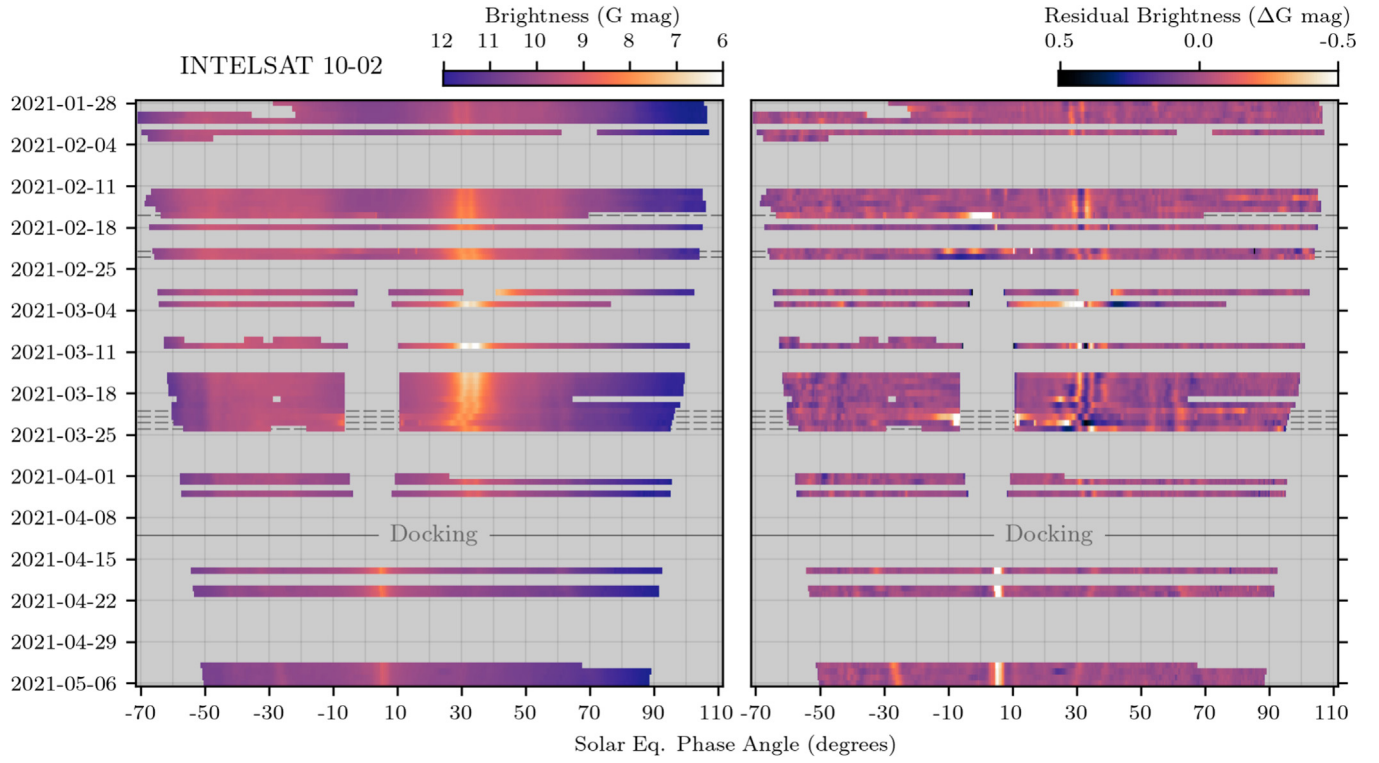 Brightness (G mag)
Residual Brightness (ΔG mag)
12 11 10 9 8 7 6
0.5 0.0 -0.5
INTELSAT 10-02
2021-01-28
2021-02-04
2021-02-11
2021-02-18
2021-02-25
2021-03-04
2021-03-11
2021-03-18
2021-03-25
2021-04-01
2021-04-08
Docking
Docking
2021-04-15
2021-04-22
2021-04-29
2021-05-06
-70 -50 -30 -10 10 30 50 70 90 110
-70 -50 -30 -10 10 30 50 70 90 110
Solar Eq. Phase Angle (degrees)